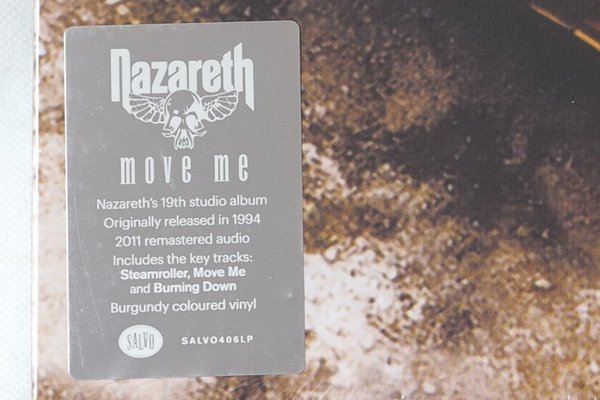 Nazareth
move me
Nazareth's 19th studio album
Originally released in 1994
2011 remastered audio
Includes the key tracks:
Steamroller, Move Me
and Burning Down
Burgundy coloured vinyl
SALVO SALVO406LP